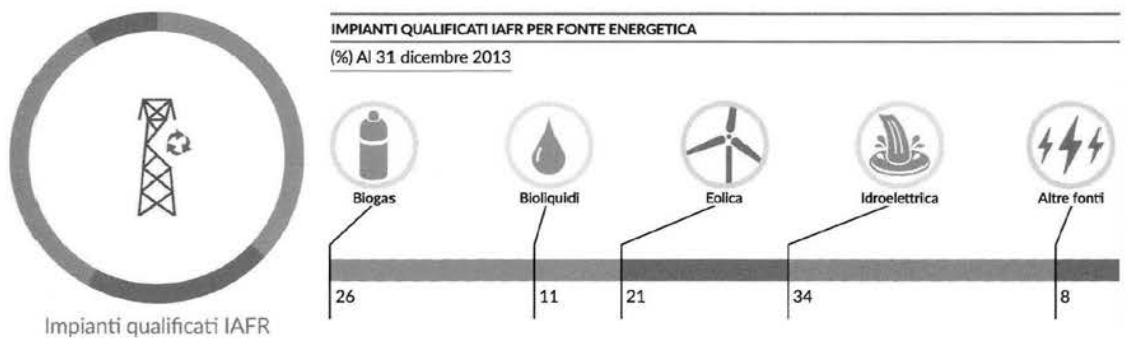 IMPIANTI QUALIFICATI IAFR PER FONTE ENERGETICA
(%) Al 31 dicembre 2013
Biogas
Bioliquidi
Eolica
Idroelettrica
Altre fonti
26
11
21
34
8
Impianti qualificati IAFR